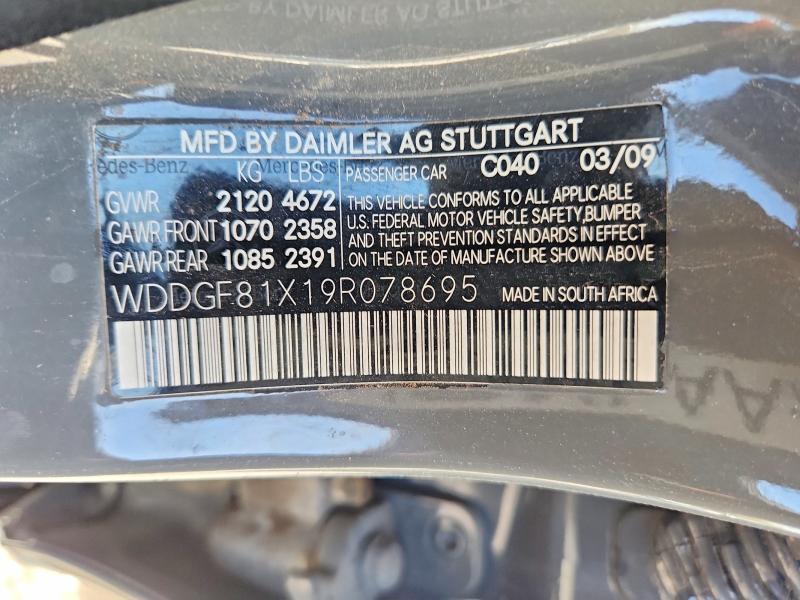 MFD BY DAIMLER AG STUTTGART
KG LBS
GVWR 2120 4672
GAWR FRONT 1070 2358
GAWR REAR 1085 2391
PASSENGER CAR C040 03/09
THIS VEHICLE CONFORMS TO ALL APPLICABLE
U.S. FEDERAL MOTOR VEHICLE SAFETY,BUMPER
AND THEFT PREVENTION STANDARDS IN EFFECT
ON THE DATE OF MANUFACTURE SHOWN ABOVE
WDDGF81X19R078695 MADE IN SOUTH AFRICA